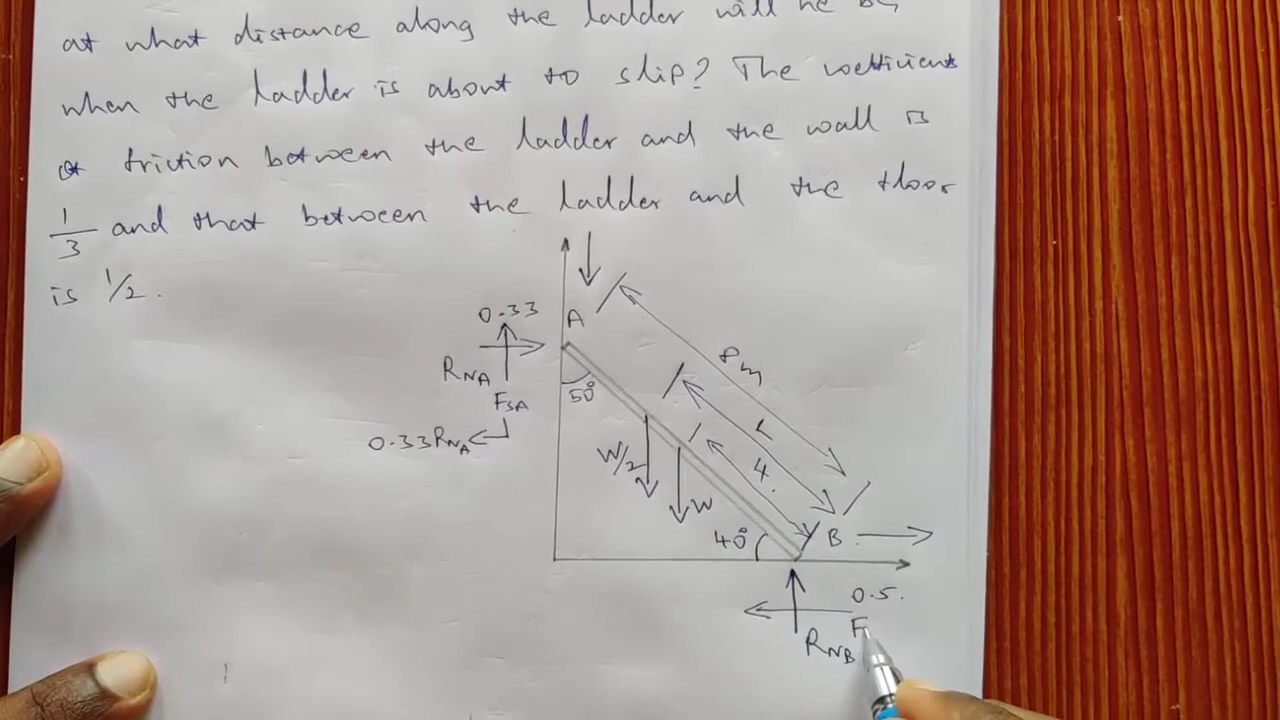 at what distance along the ladder will he be
when the ladder is about to slip? The coefficient
of friction between the ladder and the wall is
1/3 and that between the ladder and the floor
is 1/2.
0.33
A
RNA
50°
FSA
0.33RNA
8m
L
4
W/2
W
40°
B
0.5.
F
RNB